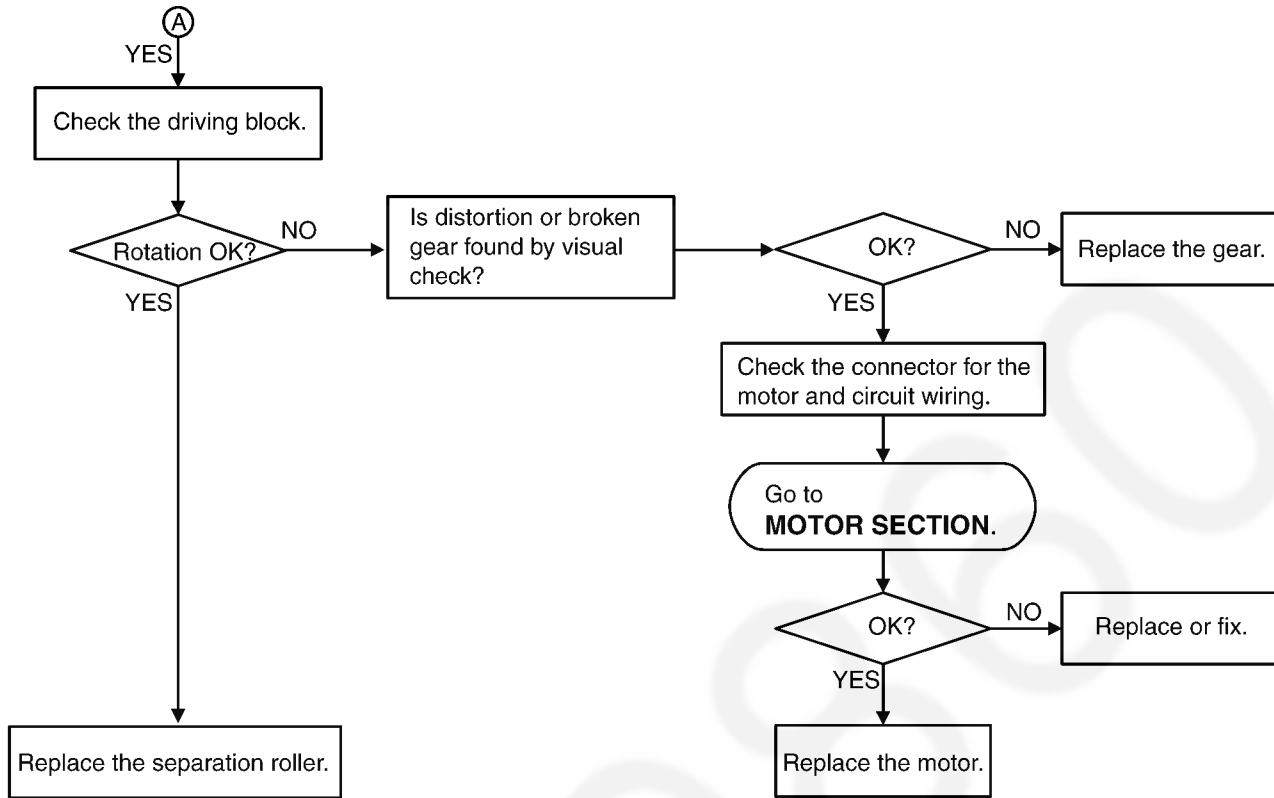 A
YES
Check the driving block.
Rotation OK?
NO
YES
Is distortion or broken
gear found by visual
check?
OK?
NO
Replace the gear.
YES
Check the connector for the
motor and circuit wiring.
Go to
MOTOR SECTION.
OK?
NO
Replace or fix.
YES
Replace the separation roller.
Replace the motor.